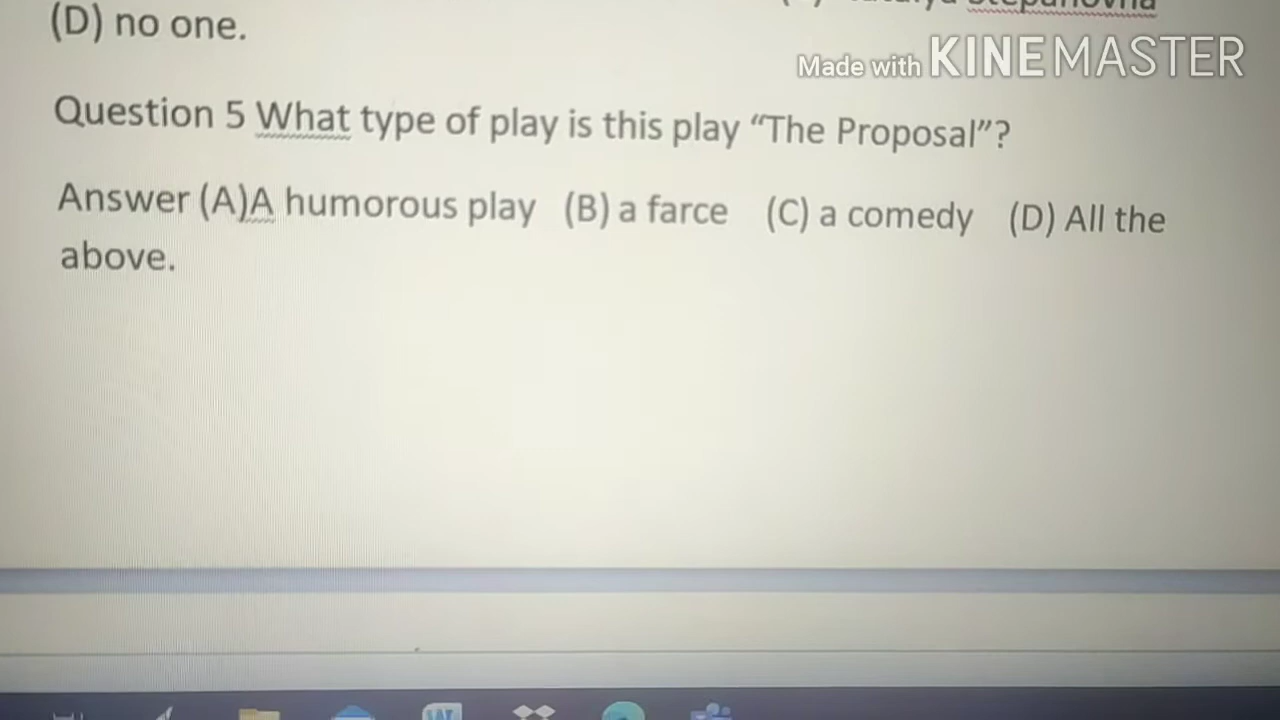 (D) no one.
Made with KINEMASTER
Question 5 What type of play is this play “The Proposal”?
Answer (A)A humorous play (B) a farce (C) a comedy (D) All the
above.